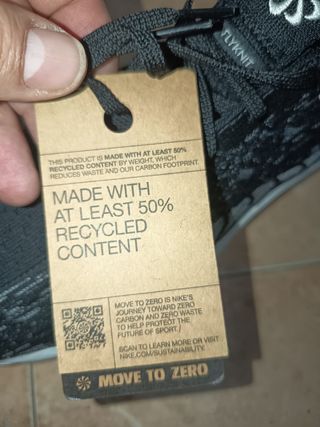 FLYKNIT
THIS PRODUCT IS MADE WITH AT LEAST 50%
RECYCLED CONTENT BY WEIGHT, WHICH
REDUCES WASTE AND OUR CARBON FOOTPRINT.
MADE WITH
AT LEAST 50%
RECYCLED
CONTENT
MOVE TO ZERO IS NIKE'S
JOURNEY TOWARD ZERO
CARBON AND ZERO WASTE
TO HELP PROTECT THE
FUTURE OF SPORT./
SCAN TO LEARN MORE OR VISIT
NIKE.COM/SUSTAINABILITY.
MOVE TO ZERO